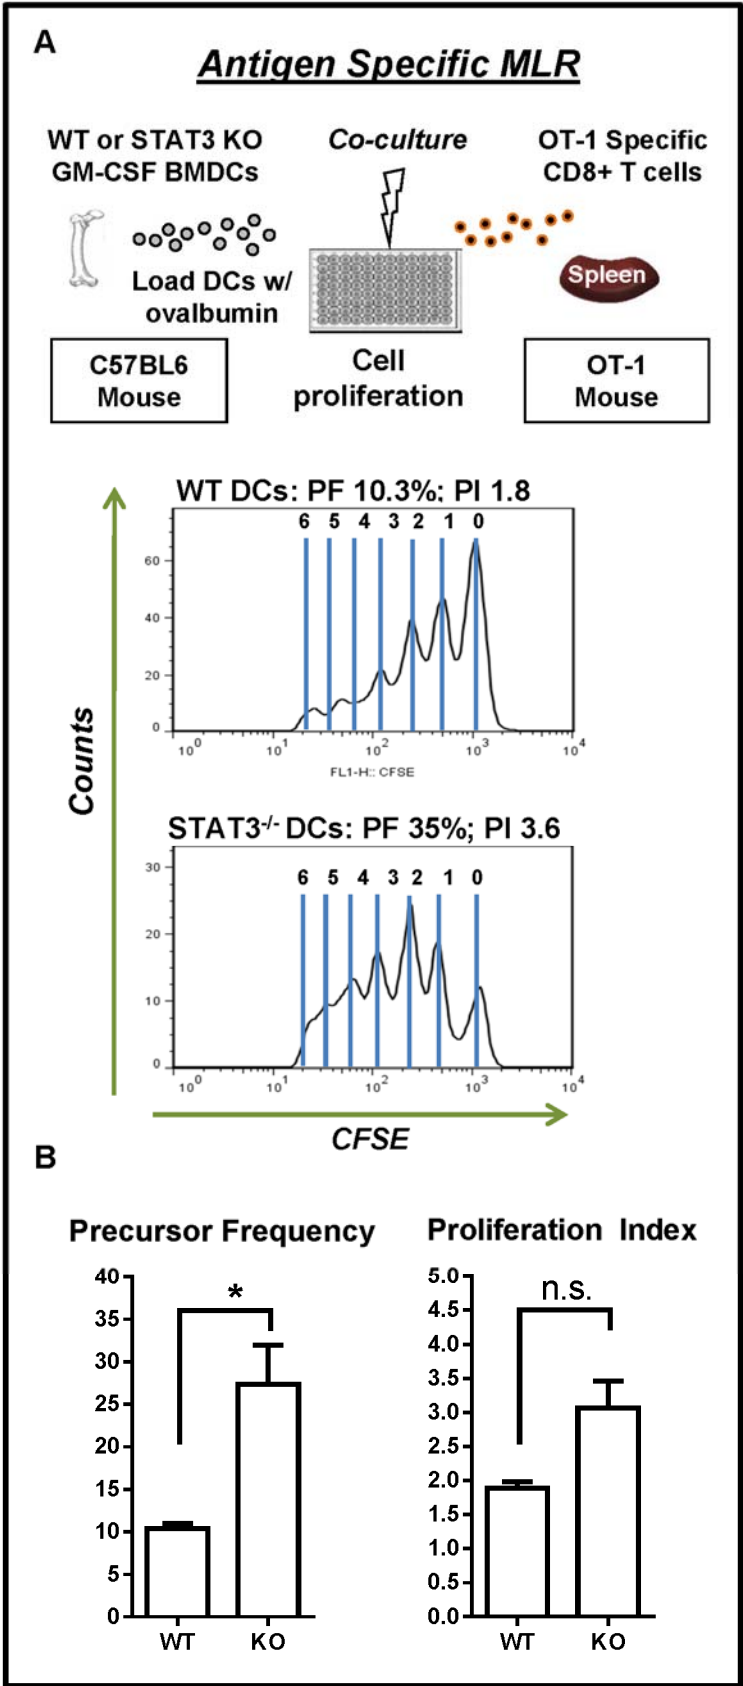 A
Antigen Specific MLR
WT or STAT3 KO
GM-CSF BMDCs
Co-culture
OT-1 Specific
CD8+ T cells
Load DCs w/
ovalbumin
Spleen
C57BL6
Mouse
Cell
proliferation
OT-1
Mouse
WT DCs: PF 10.3%; PI 1.8
6 5 4 3 2 1 0
60
40
20
0
10⁰ 10¹ 10² 10³ 10⁴
FL1-H:: CFSE
Counts
STAT3⁻/⁻ DCs: PF 35%; PI 3.6
6 5 4 3 2 1 0
30
20
10
0
10⁰ 10¹ 10² 10³ 10⁴
CFSE
B
Precursor Frequency
40
35
30
25
20
15
10
5
0
*
WT KO
Proliferation Index
5.0
4.5
4.0
3.5
3.0
2.5
2.0
1.5
1.0
0.5
0.0
n.s.
WT KO